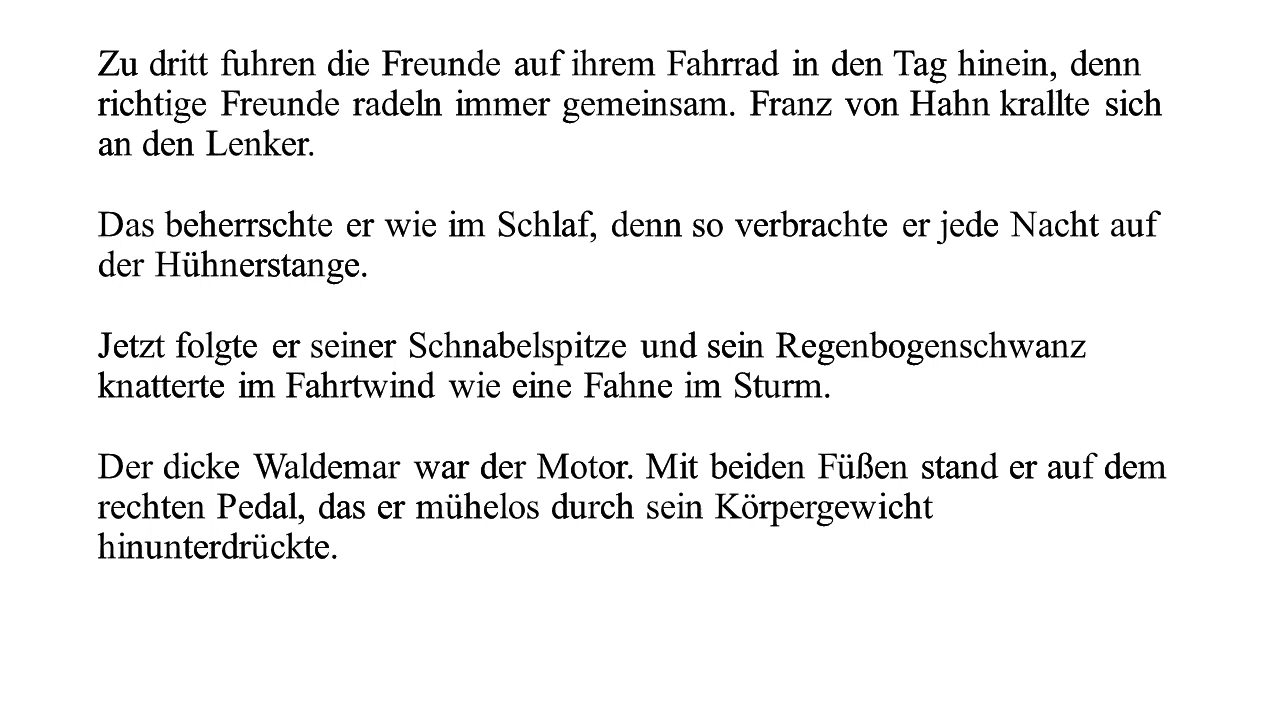 Zu dritt fuhren die Freunde auf ihrem Fahrrad in den Tag hinein, denn
richtige Freunde radeln immer gemeinsam. Franz von Hahn krallte sich
an den Lenker.
Das beherrschte er wie im Schlaf, denn so verbrachte er jede Nacht auf
der Hühnerstange.
Jetzt folgte er seiner Schnabelspitze und sein Regenbogenschwanz
knatterte im Fahrtwind wie eine Fahne im Sturm.
Der dicke Waldemar war der Motor. Mit beiden Füßen stand er auf dem
rechten Pedal, das er mühelos durch sein Körpergewicht
hinunterdrückte.